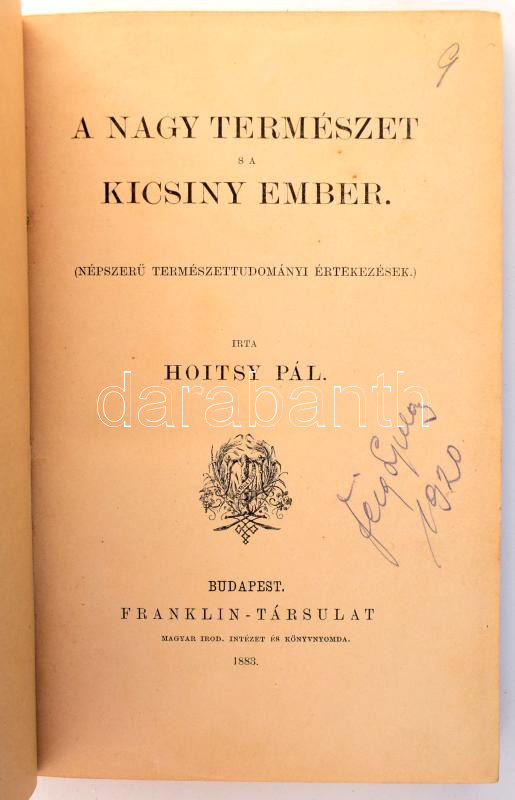 A NAGY TERMÉSZET
S A
KICSINY EMBER.
(NÉPSZERŰ TERMÉSZETTUDOMÁNYI ÉRTEKEZÉSEK.)
IRTA
HOITSY PÁL.
darabanth
1920
BUDAPEST.
FRANKLIN-TÁRSULAT
MAGYAR IROD. INTÉZET ÉS KÖNYVNYOMDA.
1883.